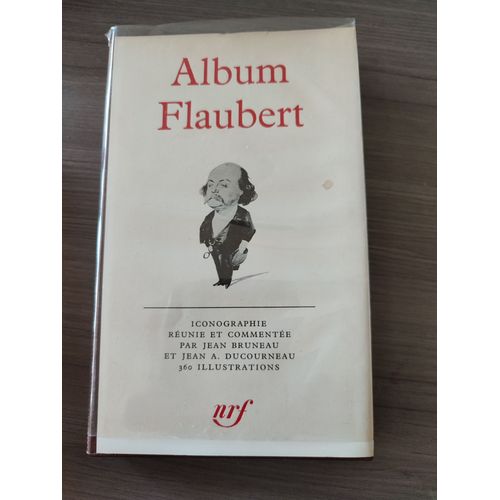 Album
Flaubert
ICONOGRAPHIE
RÉUNIE ET COMMENTÉE
PAR JEAN BRUNEAU
ET JEAN A. DUCOURNEAU
360 ILLUSTRATIONS
nrf